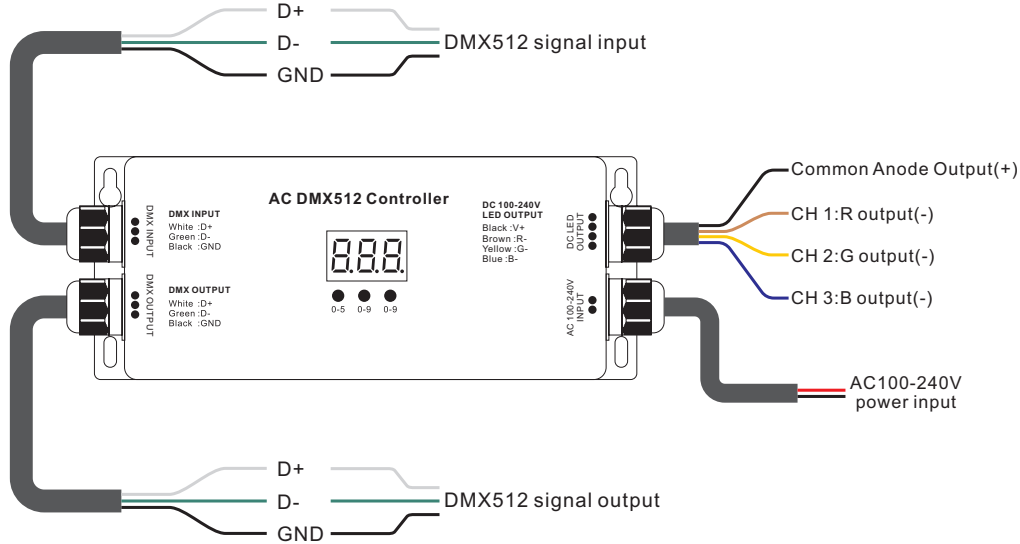 D+
D-
GND
DMX512 signal input
AC DMX512 Controller
DMX INPUT
DMX INPUT
White :D+
Green :D-
Black :GND
DMX OUTPUT
DMX OUTPUT
White :D+
Green :D-
Black :GND
8.8.8.
0-5 0-9 0-9
DC 100-240V
LED OUTPUT
Black :V+
Brown :R-
Yellow :G-
Blue :B-
DC LED
OUTPUT
AC 100-240V
INPUT
Common Anode Output(+)
CH 1:R output(-)
CH 2:G output(-)
CH 3:B output(-)
AC100-240V
power input
D+
D-
GND
DMX512 signal output